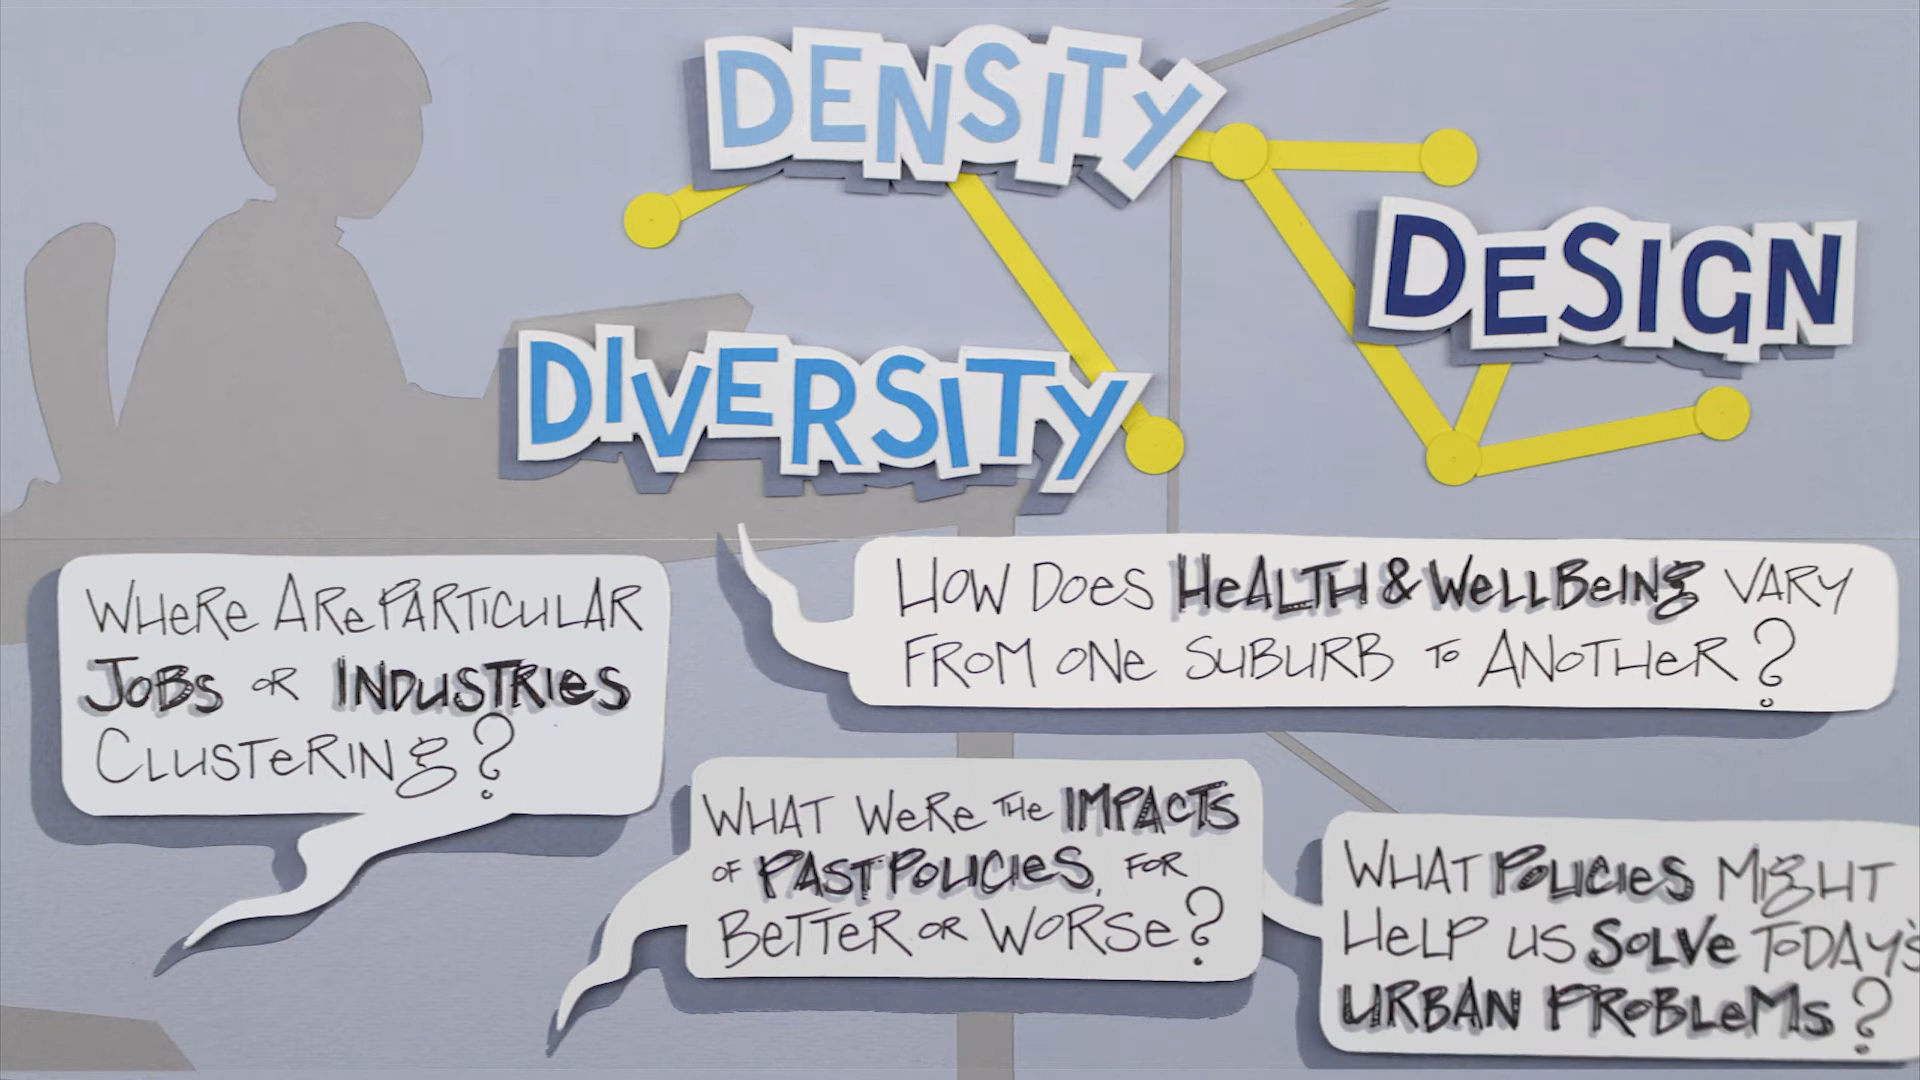 DENSITY
DESIGN
DIVERSITY
HOW DOES HEALTH & WELLBEING VARY
FROM ONE SUBURB TO ANOTHER?
WHERE ARE PARTICULAR
JOBS OR INDUSTRIES
CLUSTERING?
WHAT WERE THE IMPACTS
OF PAST POLICIES, FOR
BETTER OR WORSE?
WHAT POLICIES MIGHT
HELP US SOLVE TODAY'S
URBAN PROBLEMS?